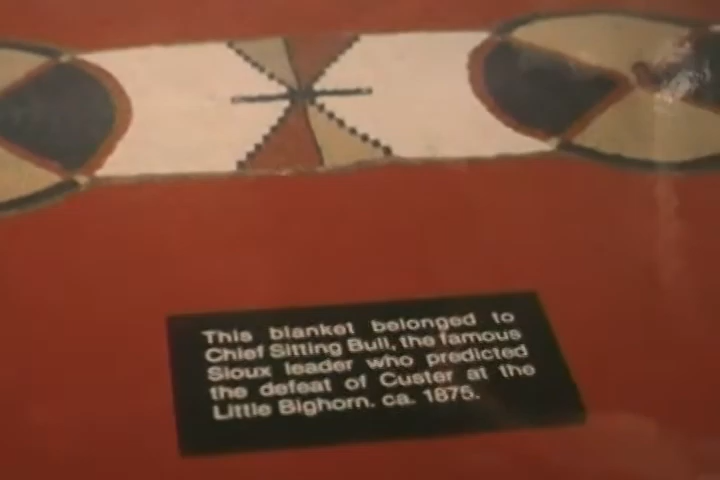 This blanket belonged to
Chief Sitting Bull, the famous
Sioux leader who predicted
the defeat of Custer at the
Little Bighorn. ca. 1875.